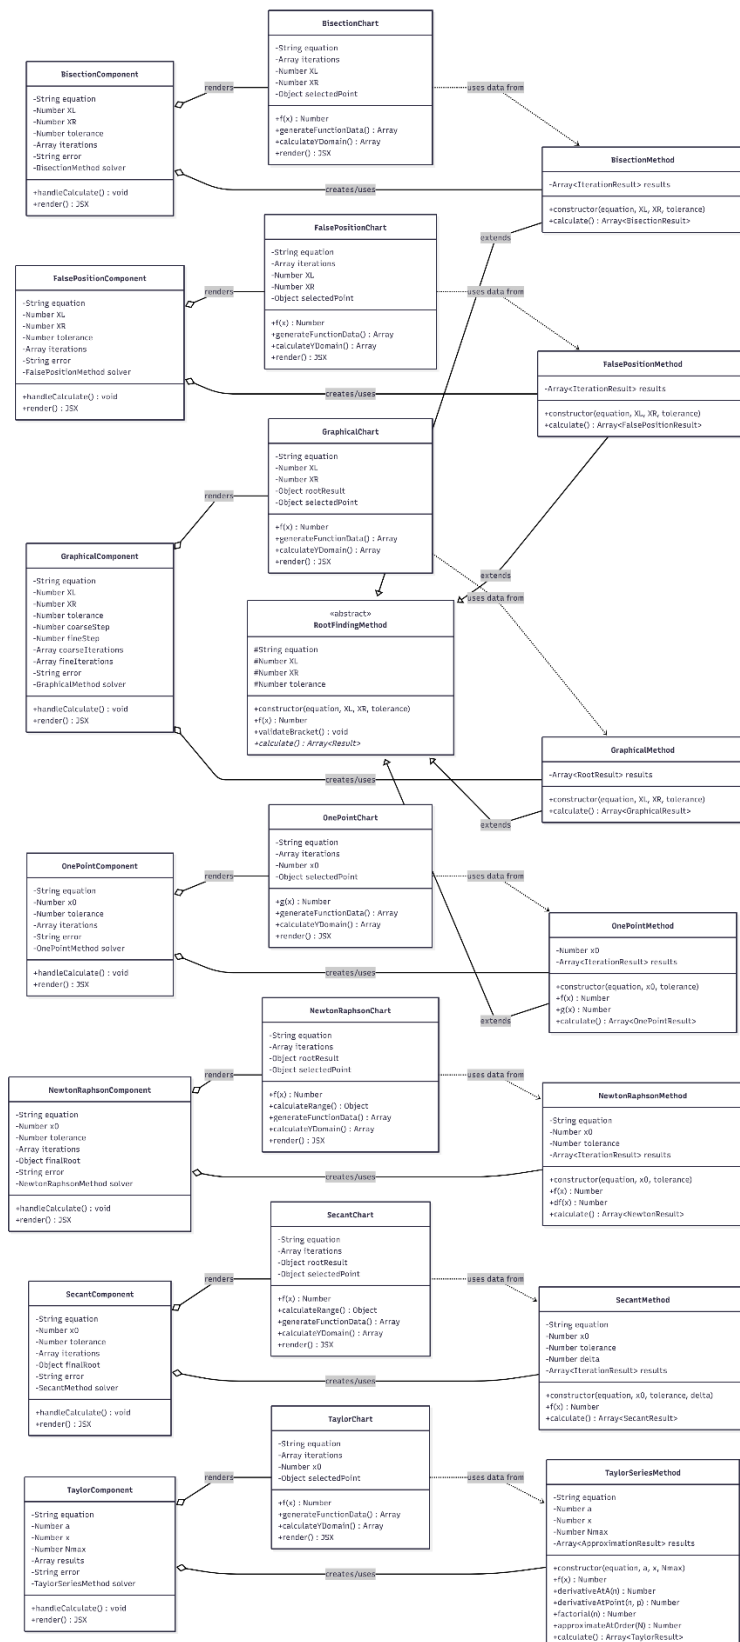 BisectionChart
-String equation
-Array iterations
-Number XL
-Number XR
-Object selectedPoint
+f(x) : Number
+generateFunctionData() : Array
+calculateYDomain() : Array
+render() : JSX
BisectionComponent
-String equation
-Number XL
-Number XR
-Number tolerance
-Array iterations
-String error
-BisectionMethod solver
+handleCalculate() : void
+render() : JSX
renders
uses data from
creates/uses
BisectionMethod
-Array<IterationResult> results
+constructor(equation, XL, XR, tolerance)
+calculate() : Array<BisectionResult>
extends
FalsePositionChart
-String equation
-Array iterations
-Number XL
-Number XR
-Object selectedPoint
+f(x) : Number
+generateFunctionData() : Array
+calculateYDomain() : Array
+render() : JSX
FalsePositionComponent
-String equation
-Number XL
-Number XR
-Number tolerance
-Array iterations
-String error
-FalsePositionMethod solver
+handleCalculate() : void
+render() : JSX
renders
uses data from
creates/uses
FalsePositionMethod
-Array<IterationResult> results
+constructor(equation, XL, XR, tolerance)
+calculate() : Array<FalsePositionResult>
GraphicalChart
-String equation
-Number XL
-Number XR
-Object rootResult
-Object selectedPoint
+f(x) : Number
+generateFunctionData() : Array
+calculateYDomain() : Array
+render() : JSX
renders
GraphicalComponent
-String equation
-Number XL
-Number XR
-Number tolerance
-Number coarseStep
-Number fineStep
-Array coarseIterations
-Array fineIterations
-String error
-GraphicalMethod solver
+handleCalculate() : void
+render() : JSX
extends
uses data from
«abstract»
RootFindingMethod
#String equation
#Number XL
#Number XR
#Number tolerance
+constructor(equation, XL, XR, tolerance)
+f(x) : Number
+validateBracket() : void
+calculate() : Array<Result>
creates/uses
GraphicalMethod
-Array<RootResult> results
+constructor(equation, XL, XR, tolerance)
+calculate() : Array<GraphicalResult>
extends
OnePointChart
-String equation
-Array iterations
-Number x0
-Object selectedPoint
+g(x) : Number
+generateFunctionData() : Array
+calculateYDomain() : Array
+render() : JSX
OnePointComponent
-String equation
-Number x0
-Number tolerance
-Array iterations
-String error
-OnePointMethod solver
+handleCalculate() : void
+render() : JSX
renders
uses data from
creates/uses
OnePointMethod
-Number x0
-Array<IterationResult> results
+constructor(equation, x0, tolerance)
+f(x) : Number
+g(x) : Number
+calculate() : Array<OnePointResult>
extends
NewtonRaphsonChart
-String equation
-Array iterations
-Object rootResult
-Object selectedPoint
+f(x) : Number
+calculateRange() : Object
+generateFunctionData() : Array
+calculateYDomain() : Array
+render() : JSX
NewtonRaphsonComponent
-String equation
-Number x0
-Number tolerance
-Array iterations
-Object finalRoot
-String error
-NewtonRaphsonMethod solver
+handleCalculate() : void
+render() : JSX
renders
uses data from
creates/uses
NewtonRaphsonMethod
-String equation
-Number x0
-Number tolerance
-Array<IterationResult> results
+constructor(equation, x0, tolerance)
+f(x) : Number
+df(x) : Number
+calculate() : Array<NewtonResult>
SecantChart
-String equation
-Array iterations
-Object rootResult
-Object selectedPoint
+f(x) : Number
+calculateRange() : Object
+generateFunctionData() : Array
+calculateYDomain() : Array
+render() : JSX
SecantComponent
-String equation
-Number x0
-Number tolerance
-Array iterations
-Object finalRoot
-String error
-SecantMethod solver
+handleCalculate() : void
+render() : JSX
renders
uses data from
creates/uses
SecantMethod
-String equation
-Number x0
-Number tolerance
-Number delta
-Array<IterationResult> results
+constructor(equation, x0, tolerance, delta)
+f(x) : Number
+calculate() : Array<SecantResult>
TaylorChart
-String equation
-Array iterations
-Number x0
-Object selectedPoint
+f(x) : Number
+generateFunctionData() : Array
+calculateYDomain() : Array
+render() : JSX
TaylorComponent
-String equation
-Number a
-Number x
-Number Nmax
-Array results
-String error
-TaylorSeriesMethod solver
+handleCalculate() : void
+render() : JSX
renders
uses data from
creates/uses
TaylorSeriesMethod
-String equation
-Number a
-Number x
-Number Nmax
-Array<ApproximationResult> results
+constructor(equation, a, x, Nmax)
+f(x) : Number
+derivativeAtA(n) : Number
+derivativeAtPoint(n, p) : Number
+factorial(n) : Number
+approximateAtOrder(N) : Number
+calculate() : Array<TaylorResult>